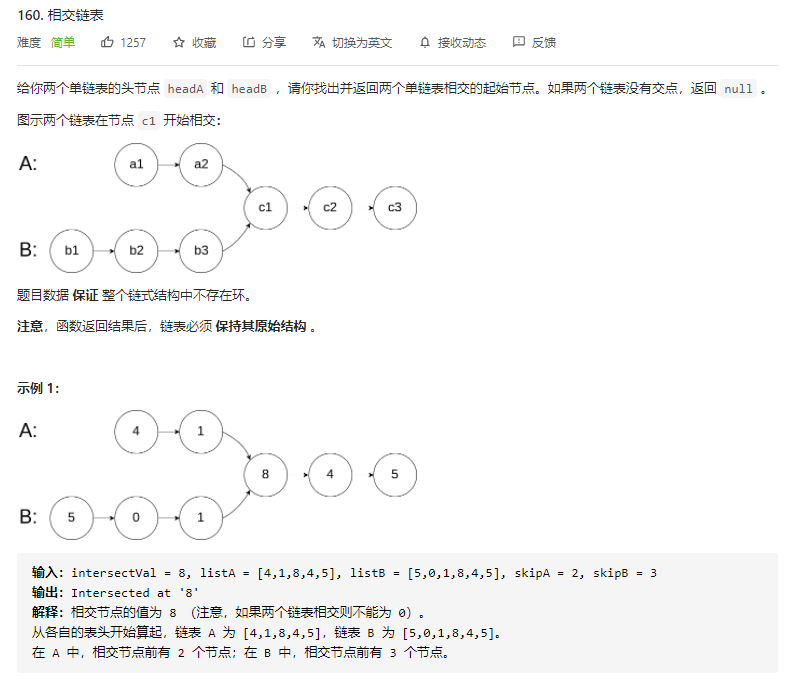 160. 相交链表
难度 简单 1257 收藏 分享 切换为英文 接收动态 反馈
给你两个单链表的头节点 headA 和 headB ，请你找出并返回两个单链表相交的起始节点。如果两个链表没有交点，返回 null 。
图示两个链表在节点 c1 开始相交：
A: a1 a2
c1 c2 c3
B: b1 b2 b3
题目数据 保证 整个链式结构中不存在环。
注意，函数返回结果后，链表必须 保持其原始结构 。
示例 1：
A: 4 1
8 4 5
B: 5 0 1
输入：intersectVal = 8, listA = [4,1,8,4,5], listB = [5,0,1,8,4,5], skipA = 2, skipB = 3
输出：Intersected at '8'
解释：相交节点的值为 8 （注意，如果两个链表相交则不能为 0）。
从各自的表头开始算起，链表 A 为 [4,1,8,4,5]，链表 B 为 [5,0,1,8,4,5]。
在 A 中，相交节点前有 2 个节点；在 B 中，相交节点前有 3 个节点。